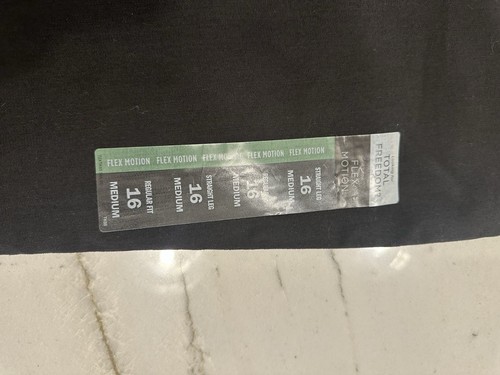 FLEX MOTION FLEX MOTION FLEX MOTION FLEX MOTION FLEX MOTION
TOTAL
FREEDOM
FLEX
MOTION
STRAIGHT LEG
16
16
MEDIUM
STRAIGHT LEG
16
MEDIUM
REGULAR FIT
16
MEDIUM